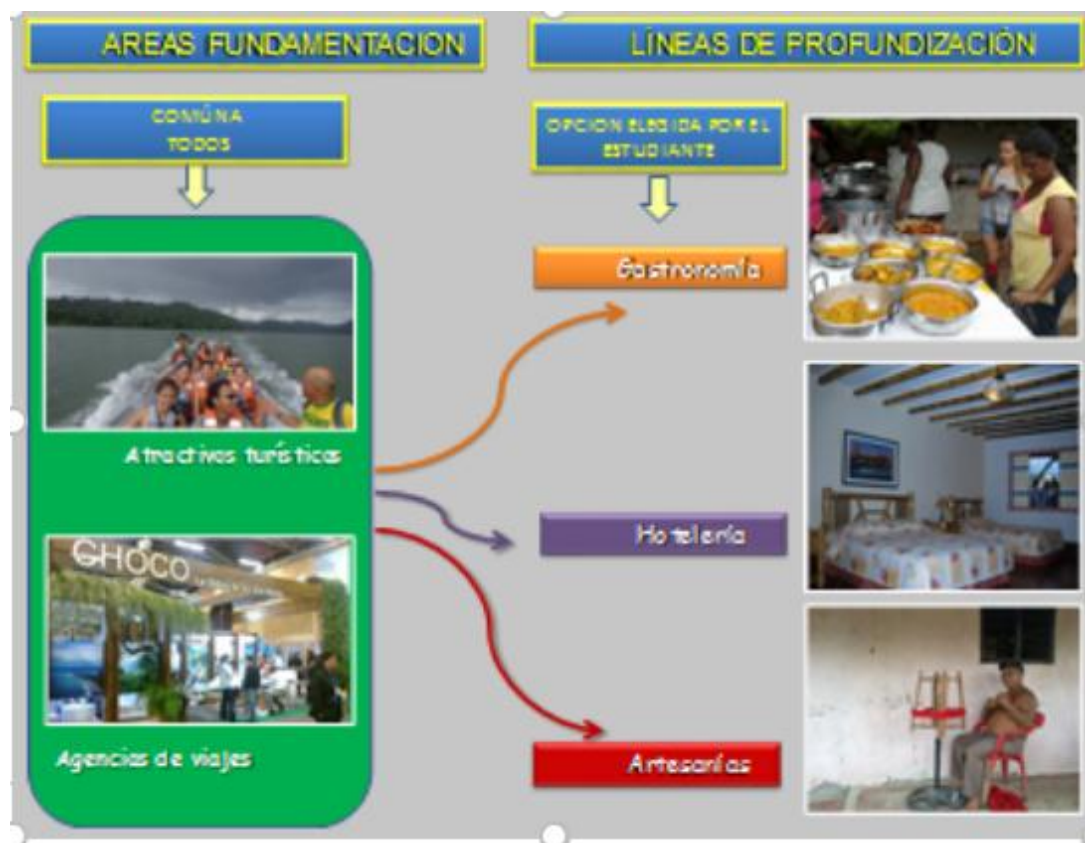 AREAS FUNDAMENTACION
COMÚN A
TODOS
Atractivos turísticos
CHOCO
Agencias de viajes
LÍNEAS DE PROFUNDIZACIÓN
OPCION ELEGIDA POR EL
ESTUDIANTE
Gastronomía
Hotelería
Artesanías